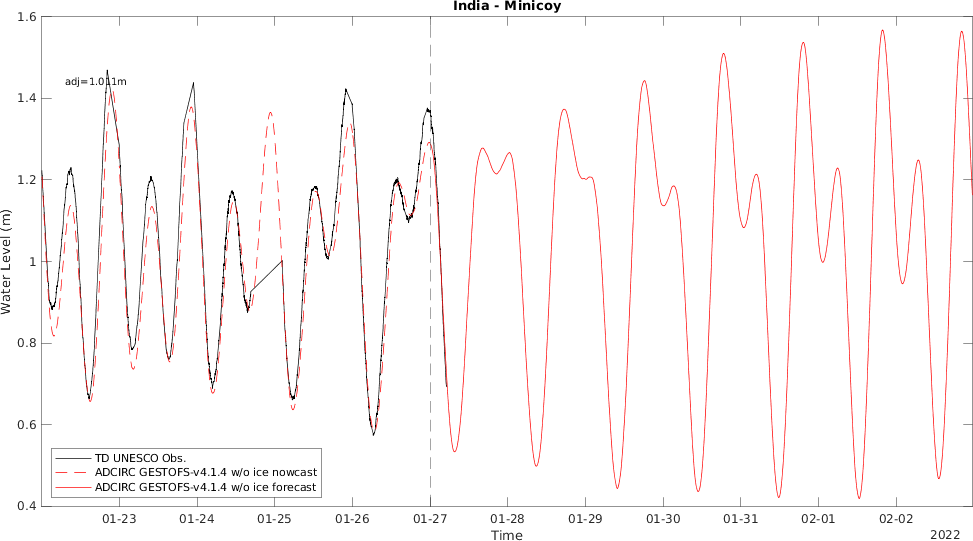 India - Minicoy
1.6
adj=1.011m
1.4
1.2
1
0.8
0.6
0.4
Water Level (m)
TD UNESCO Obs.
ADCIRC GESTOFS-v4.1.4 w/o ice nowcast
ADCIRC GESTOFS-v4.1.4 w/o ice forecast
01-23 01-24 01-25 01-26 01-27 01-28 01-29 01-30 01-31 02-01 02-02
Time
2022